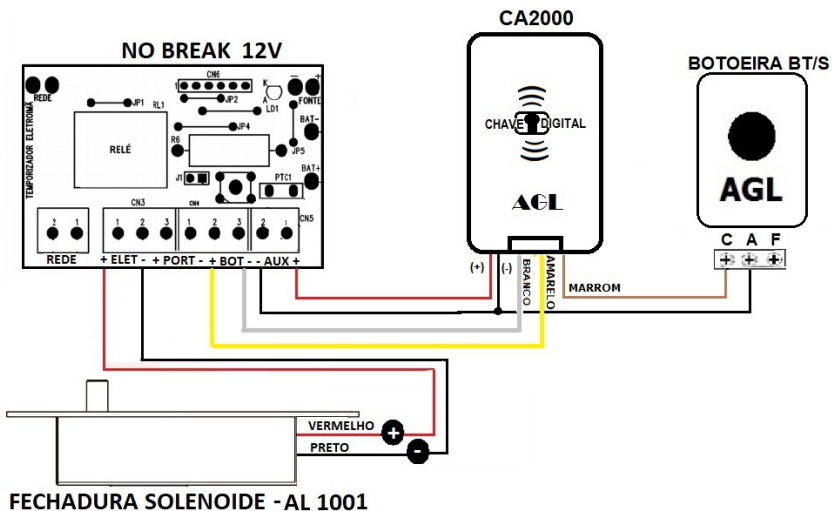 CA2000
NO BREAK 12V
BOTOEIRA BT/S
REDE
CN6
1
K
A
LD1
- +
FONTE
JP1
RL1
JP2
BAT-
TEMPORIZADOR ELETROIMÃ
RELÉ
JP4
R6
JP5
J1
PTC1
BAT+
CN3
CN4
CN5
2 1
1 2 3
1 2 3
2 1
REDE
+ ELET - + PORT - + BOT - - AUX +
CHAVE DIGITAL
AGL
AGL
C A F
(+)
(-)
BRANCO
AMARELO
MARROM
VERMELHO
+
PRETO
-
FECHADURA SOLENOIDE - AL 1001